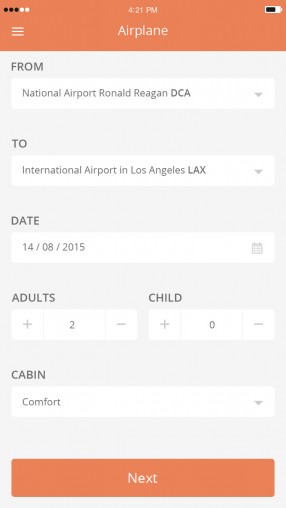 4:21 PM
Airplane
FROM
National Airport Ronald Reagan DCA
TO
International Airport in Los Angeles LAX
DATE
14 / 08 / 2015
ADULTS CHILD
+ 2 − + 0 −
CABIN
Comfort
Next